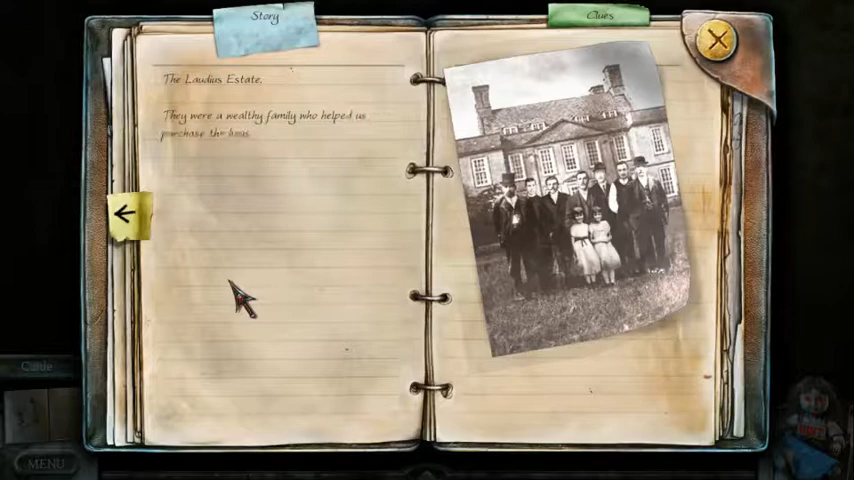 Story
Clues
The Laudius Estate.
They were a wealthy family who helped us
purchase the
MENU